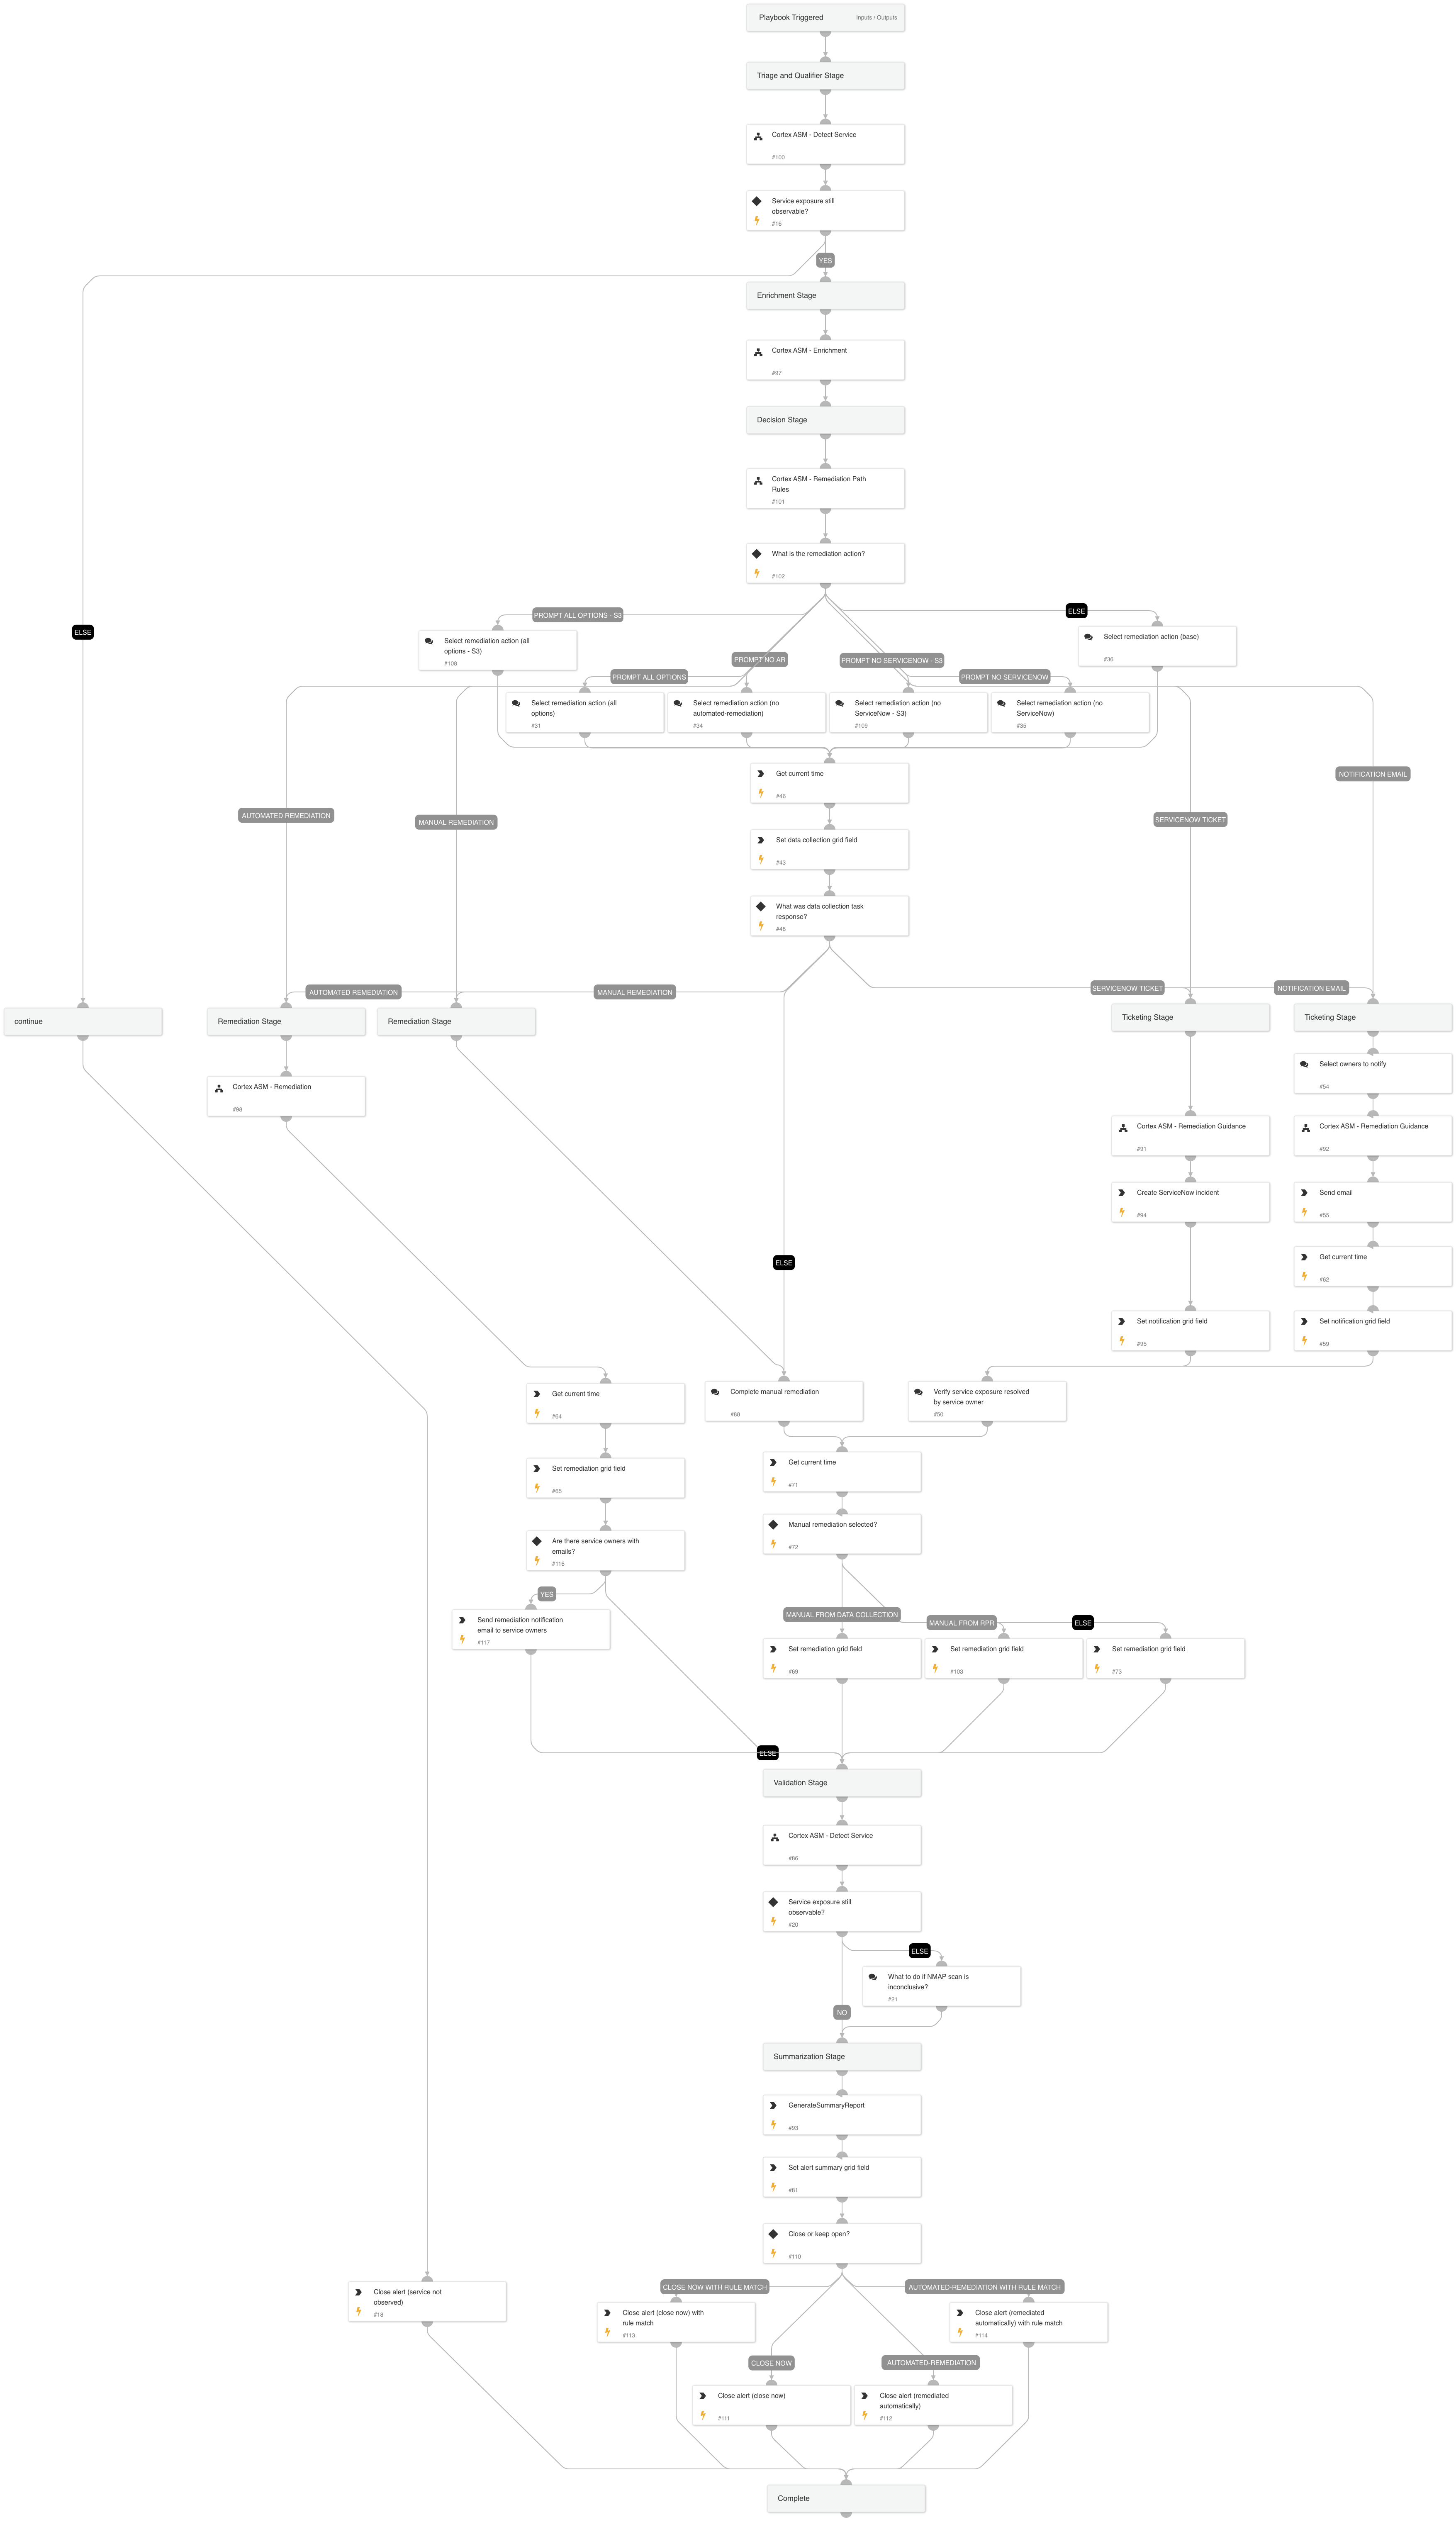 Playbook Triggered
Inputs / Outputs
Triage and Qualifier Stage
Cortex ASM - Detect Service
#100
Service exposure still
observable?
#16
YES
Enrichment Stage
Cortex ASM - Enrichment
#97
Decision Stage
Cortex ASM - Remediation Path
Rules
#101
What is the remediation action?
#102
PROMPT ALL OPTIONS - S3
ELSE
ELSE
Select remediation action (all
options - S3)
#108
Select remediation action (base)
#36
PROMPT NO AR
PROMPT NO SERVICENOW - S3
PROMPT ALL OPTIONS
PROMPT NO SERVICENOW
Select remediation action (all
options)
#31
Select remediation action (no
automated-remediation)
#34
Select remediation action (no
ServiceNow - S3)
#109
Select remediation action (no
ServiceNow)
#35
Get current time
#46
NOTIFICATION EMAIL
AUTOMATED REMEDIATION
MANUAL REMEDIATION
SERVICENOW TICKET
Set data collection grid field
#43
What was data collection task
response?
#48
AUTOMATED REMEDIATION
MANUAL REMEDIATION
SERVICENOW TICKET
NOTIFICATION EMAIL
continue
Remediation Stage
Remediation Stage
Ticketing Stage
Ticketing Stage
Select owners to notify
#54
Cortex ASM - Remediation
#98
Cortex ASM - Remediation Guidance
#91
Cortex ASM - Remediation Guidance
#92
Create ServiceNow incident
#94
Send email
#55
ELSE
Get current time
#62
Set notification grid field
#95
Set notification grid field
#59
Get current time
#64
Complete manual remediation
#88
Verify service exposure resolved
by service owner
#50
Set remediation grid field
#65
Get current time
#71
Are there service owners with
emails?
#116
Manual remediation selected?
#72
YES
Send remediation notification
email to service owners
#117
MANUAL FROM DATA COLLECTION
MANUAL FROM RPR
ELSE
Set remediation grid field
#69
Set remediation grid field
#103
Set remediation grid field
#73
ELSE
Validation Stage
Cortex ASM - Detect Service
#86
Service exposure still
observable?
#20
ELSE
What to do if NMAP scan is
inconclusive?
#21
NO
Summarization Stage
GenerateSummaryReport
#93
Set alert summary grid field
#81
Close or keep open?
#110
CLOSE NOW WITH RULE MATCH
AUTOMATED-REMEDIATION WITH RULE MATCH
Close alert (service not
observed)
#18
Close alert (close now) with
rule match
#113
Close alert (remediated
automatically) with rule match
#114
CLOSE NOW
AUTOMATED-REMEDIATION
Close alert (close now)
#111
Close alert (remediated
automatically)
#112
Complete